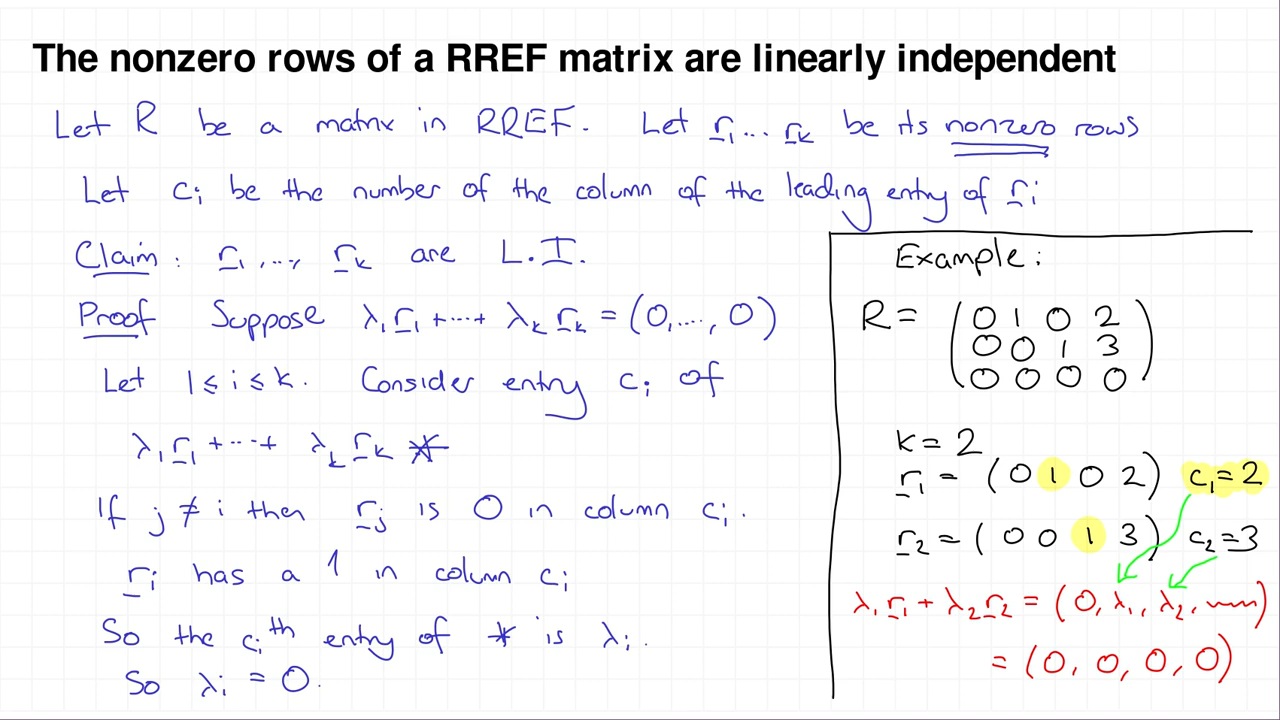 The nonzero rows of a RREF matrix are linearly independent
Let R be a matrix in RREF. Let r₁ ... rₖ be its nonzero rows
Let cᵢ be the number of the column of the leading entry of rᵢ
Claim: r₁, ..., rₖ are L.I.
Proof Suppose λ₁r₁ + ... + λₖrₖ = (0, ..., 0)
Let 1 ≤ i ≤ k. Consider entry cᵢ of
λ₁r₁ + ... + λₖrₖ *
If j ≠ i then rⱼ is 0 in column cᵢ.
rᵢ has a 1 in column cᵢ
So the cᵢth entry of * is λᵢ.
So λᵢ = 0.
Example:
R = (0 1 0 2
0 0 1 3
0 0 0 0)
k = 2
r₁ = (0 1 0 2) c₁ = 2
r₂ = (0 0 1 3) c₂ = 3
λ₁r₁ + λ₂r₂ = (0, λ₁, λ₂, )
= (0, 0, 0, 0)